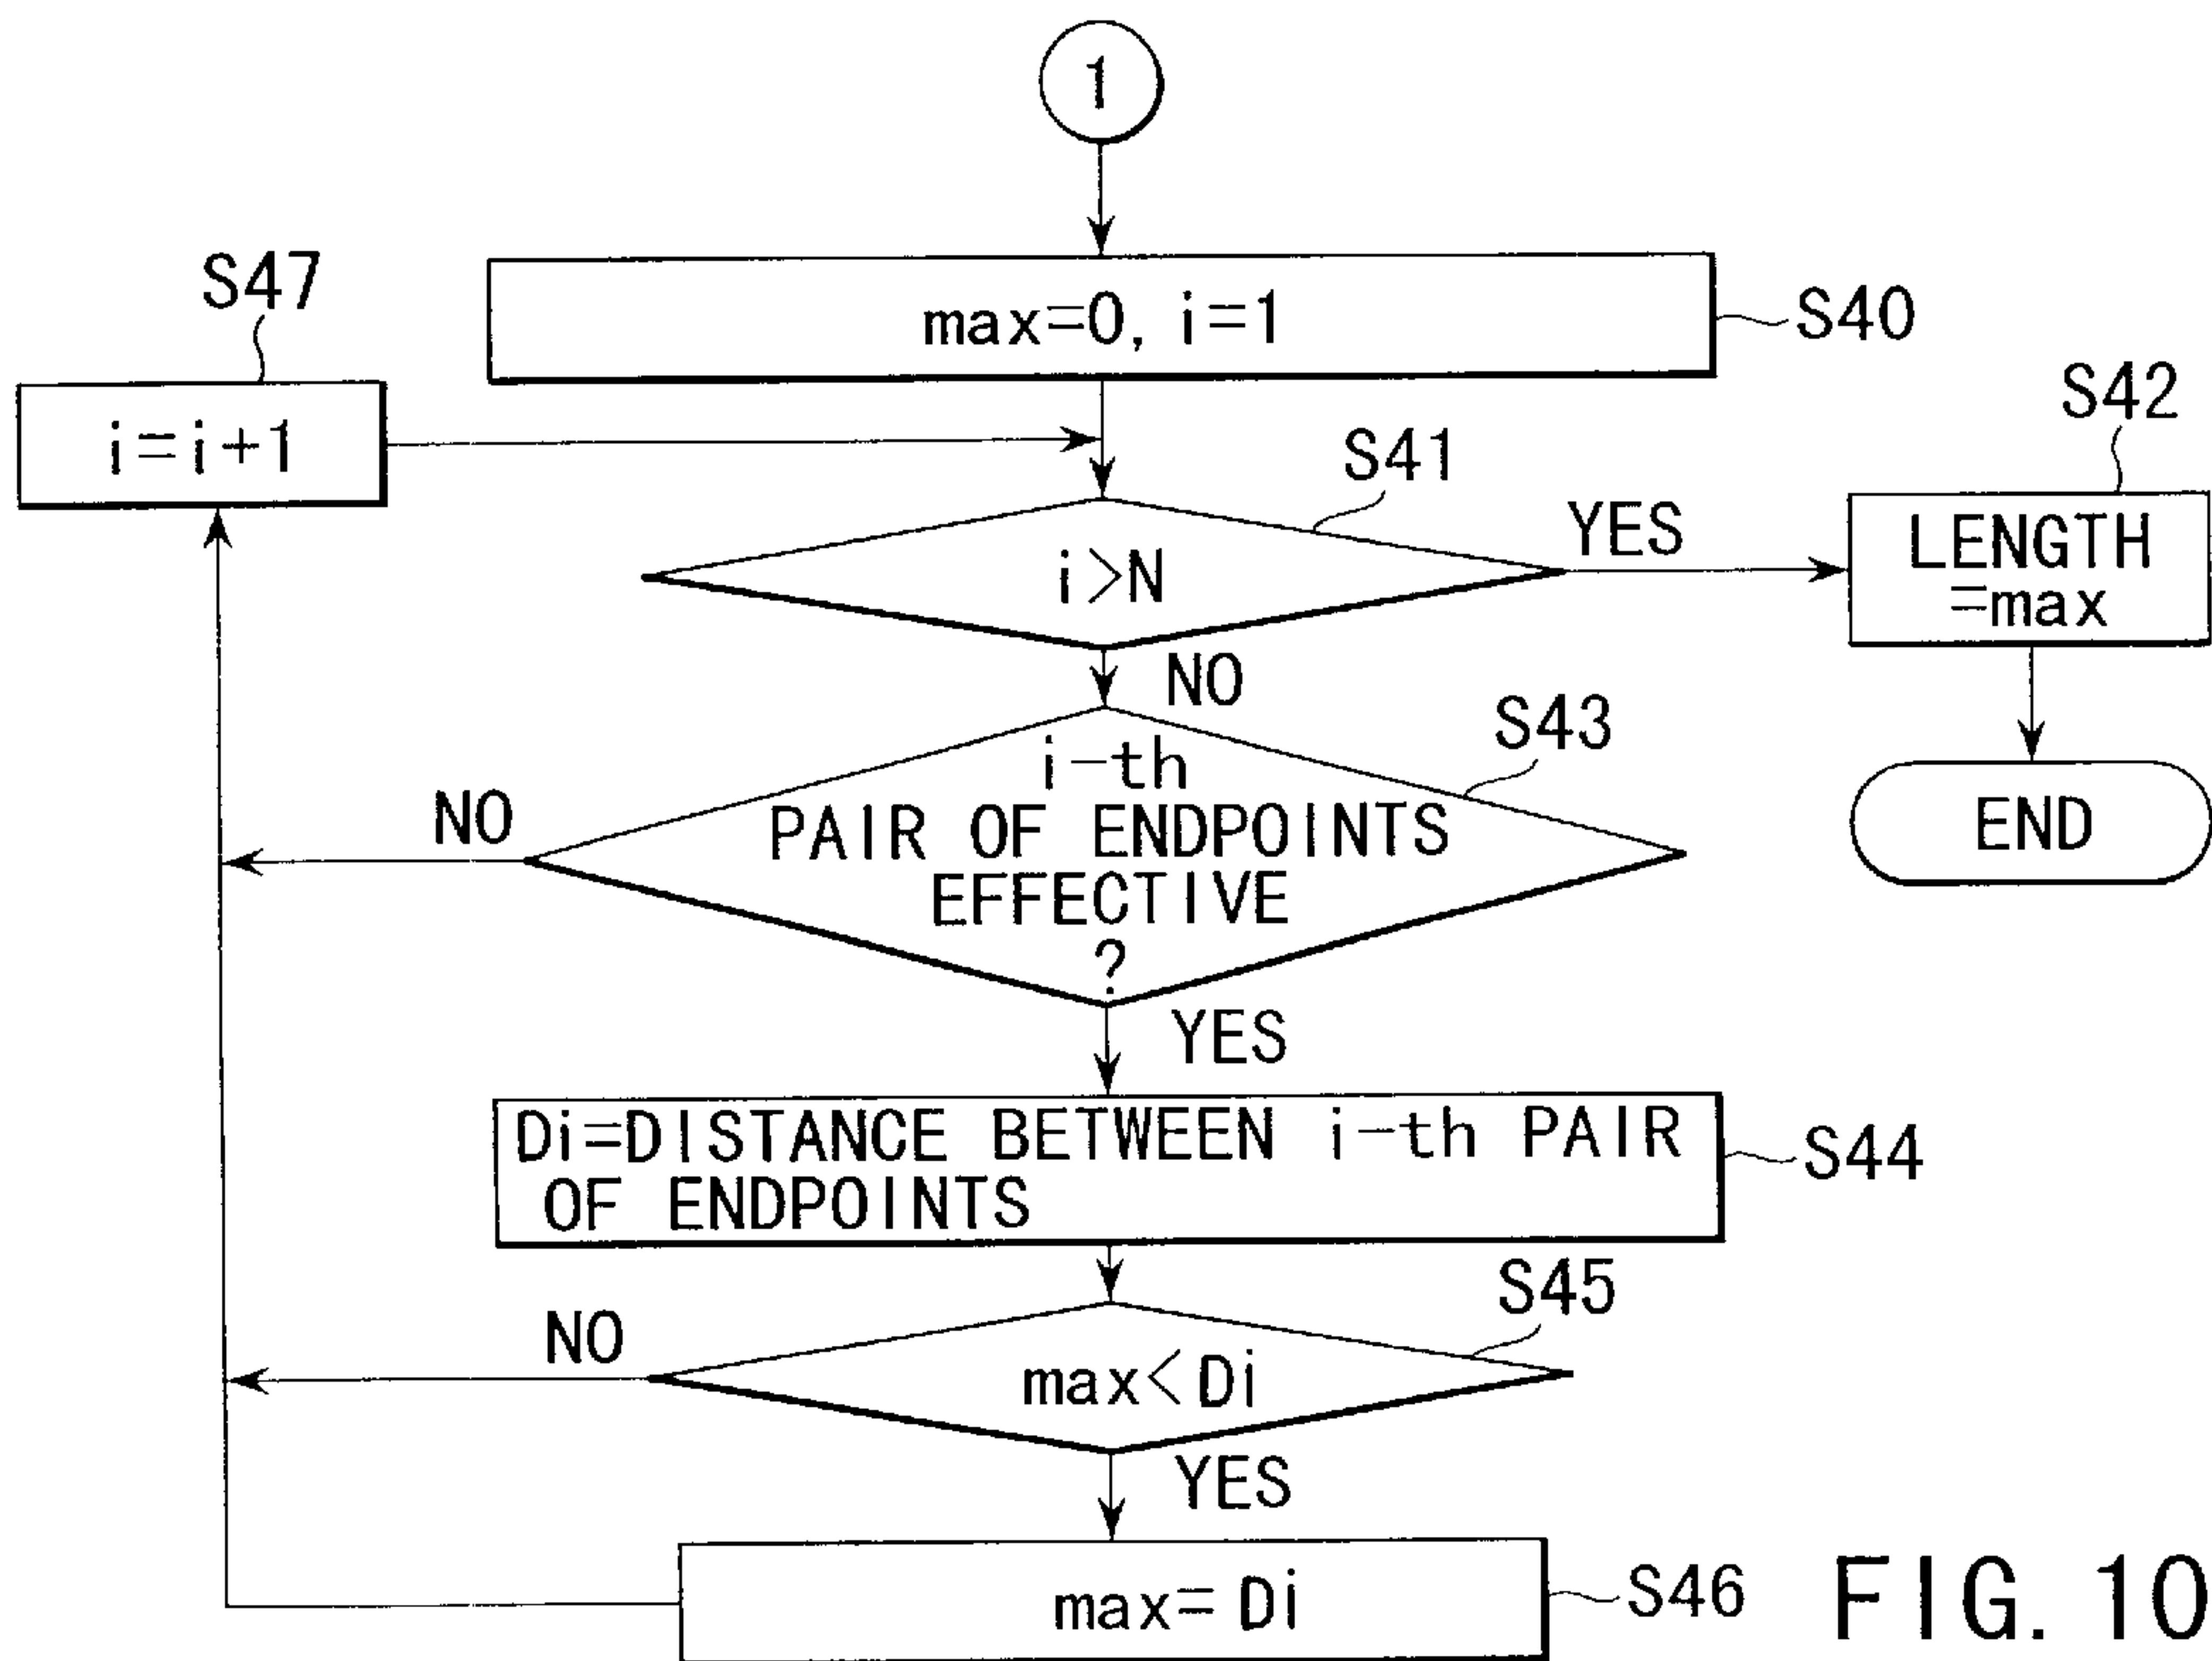 1
S47
max=0, i=1
S40
i=i+1
S42
S41
YES
LENGTH
=max
i>N
NO
S43
i-th
PAIR OF ENDPOINTS
EFFECTIVE
?
NO
END
YES
Di=DISTANCE BETWEEN i-th PAIR
OF ENDPOINTS
S44
S45
NO
max<Di
YES
max= Di
S46
FIG. 10